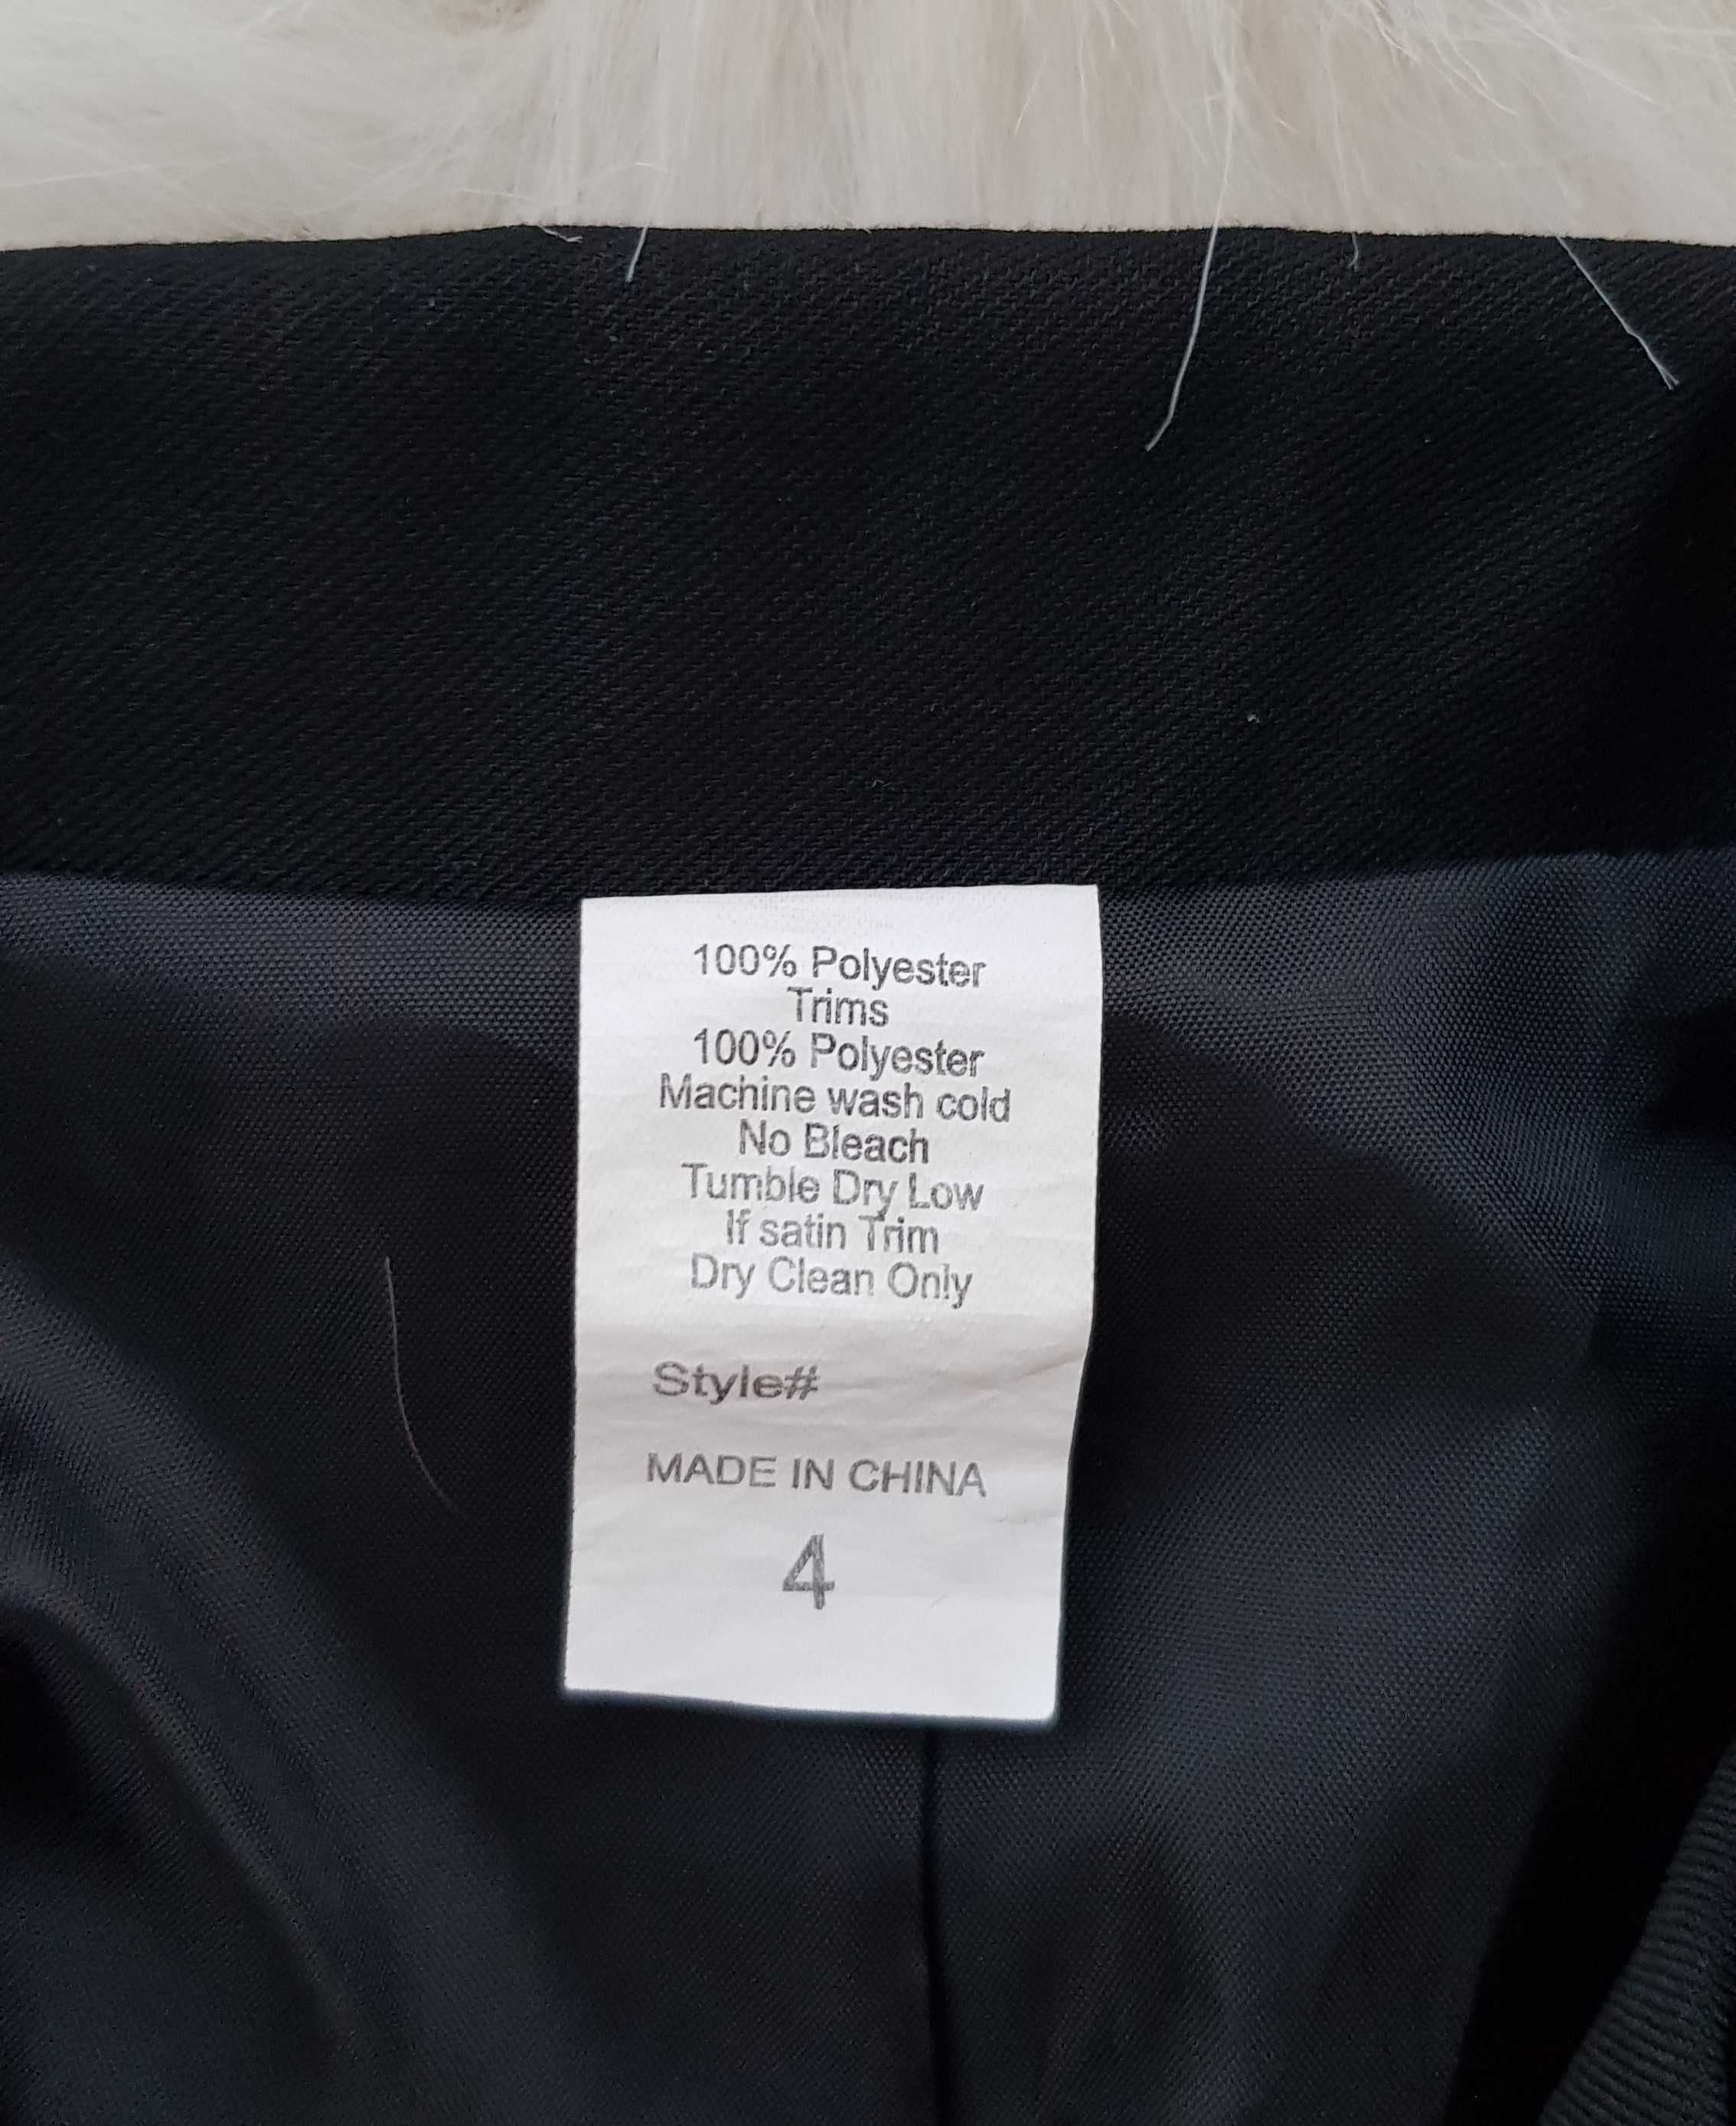 100% Polyester
Trims
100% Polyester
Machine wash cold
No Bleach
Tumble Dry Low
If satin Trim
Dry Clean Only
Style#
MADE IN CHINA
4